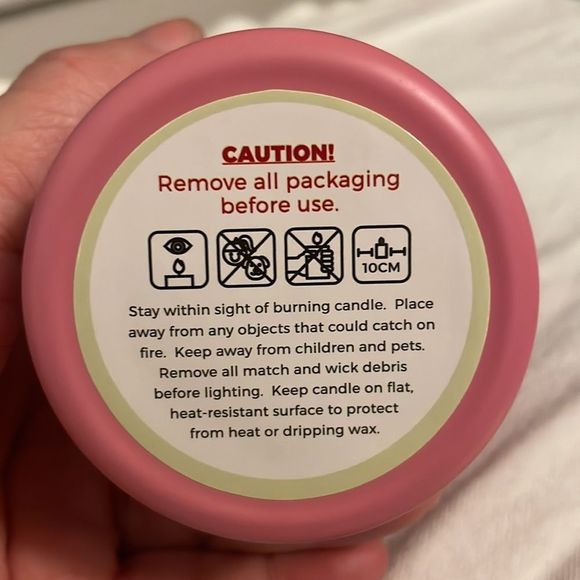 CAUTION!
Remove all packaging
before use.
10CM
Stay within sight of burning candle.  Place
away from any objects that could catch on
fire.  Keep away from children and pets.
Remove all match and wick debris
before lighting.  Keep candle on flat,
heat-resistant surface to protect
from heat or dripping wax.